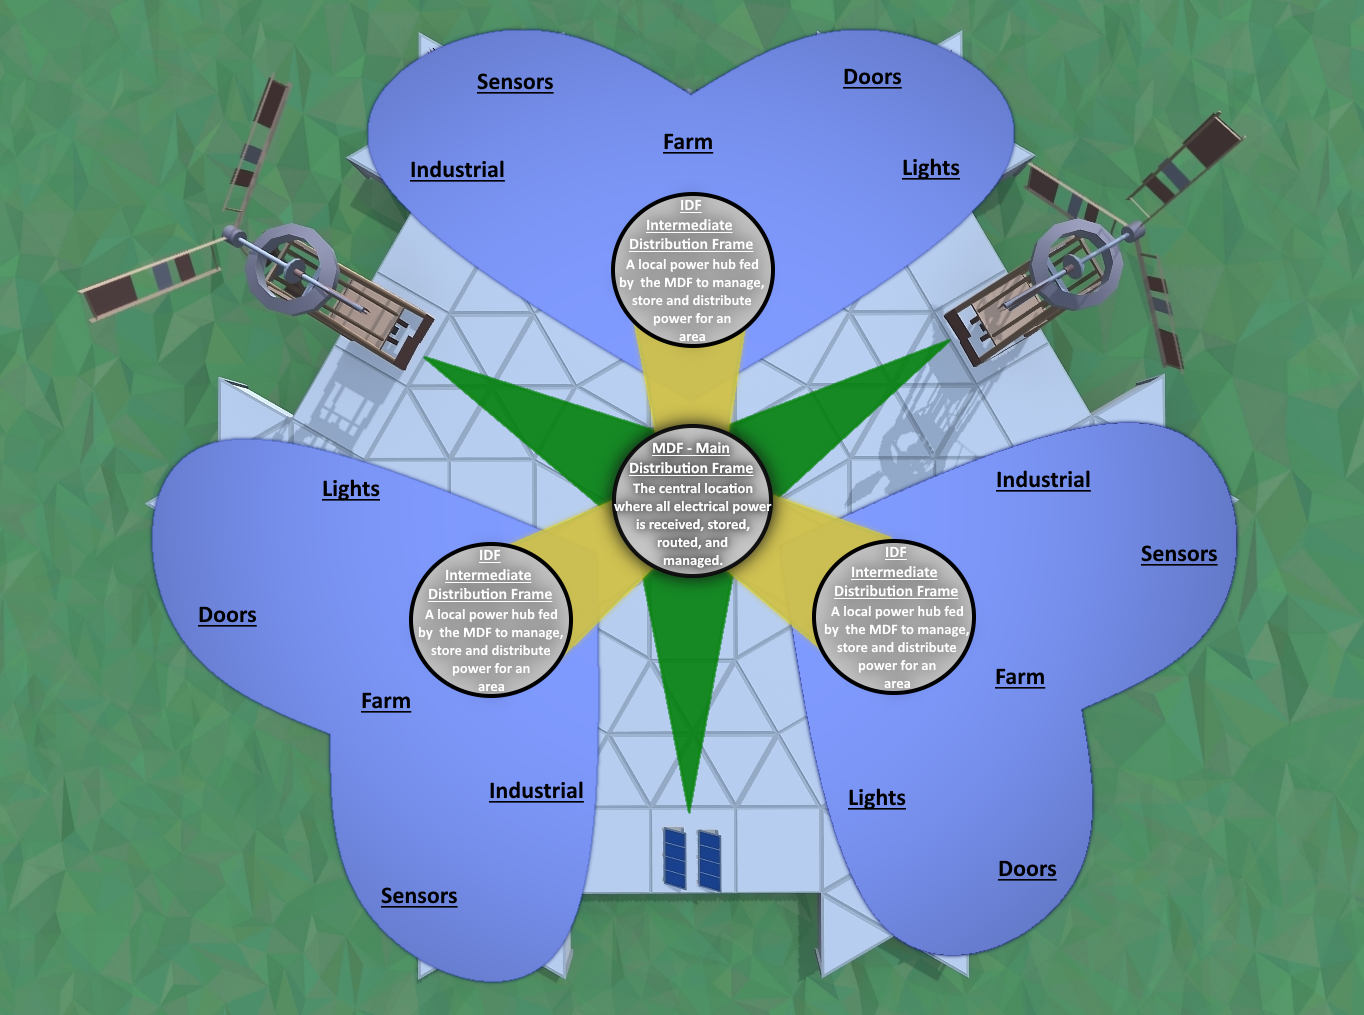 Sensors
Doors
Farm
Industrial
Lights
IDF
Intermediate
Distribution Frame
A local power hub fed
by the MDF to manage,
store and distribute
power for an
area
MDF - Main
Distribution Frame
The central location
where all electrical power
is received, stored,
routed, and
managed.
Lights
Doors
Farm
Industrial
Sensors
IDF
Intermediate
Distribution Frame
A local power hub fed
by the MDF to manage,
store and distribute
power for an
area
IDF
Intermediate
Distribution Frame
A local power hub fed
by the MDF to manage,
store and distribute
power for an
area
Industrial
Sensors
Farm
Lights
Doors